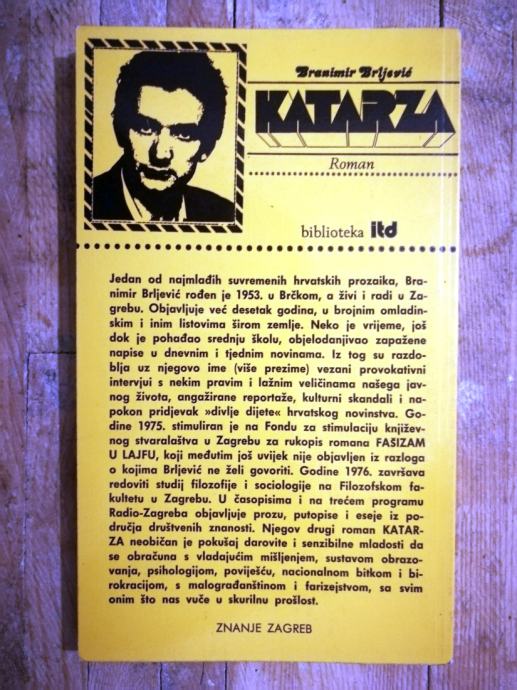 Branimir Brljević
KATARZA
Roman
biblioteka itd
Jedan od najmlađih suvremenih hrvatskih prozaika, Bra-
nimir Brljević rođen je 1953. u Brčkom, a živi i radi u Za-
grebu. Objavljuje već desetak godina, u brojnim omladin-
skim i inim listovima širom zemlje. Neko je vrijeme, još
dok je pohađao srednju školu, objelodanjivao zapažene
napise u dnevnim i tjednim novinama. Iz tog su razdo-
blja uz njegovo ime (više prezime) vezani provokativni
intervjui s nekim pravim i lažnim veličinama našega jav-
nog života, angažirane reportaže, kulturni skandali i na-
pokon pridjevak »divlje dijete« hrvatskog novinstva. Go-
dine 1975. stimuliran je na Fondu za stimulaciju književ-
nog stvaralaštva u Zagrebu za rukopis romana FAŠIZAM
U LAJFU, koji međutim još uvijek nije objavljen iz razloga
o kojima Brljević ne želi govoriti. Godine 1976. završava
redoviti studij filozofije i sociologije na Filozofskom fa-
kultetu u Zagrebu. U časopisima i na trećem programu
Radio-Zagreba objavljuje prozu, putopise i eseje iz po-
dručja društvenih znanosti. Njegov drugi roman KATAR-
ZA neobičan je pokušaj darovite i senzibilne mladosti da
se obračuna s vladajućim mišljenjem, sustavom obrazo-
vanja, psihologijom, poviješću, nacionalnom bitkom i bi-
rokracijom, s malograđanštinom i farizejstvom, sa svim
onim što nas vuče u skurilnu prošlost.
ZNANJE ZAGREB